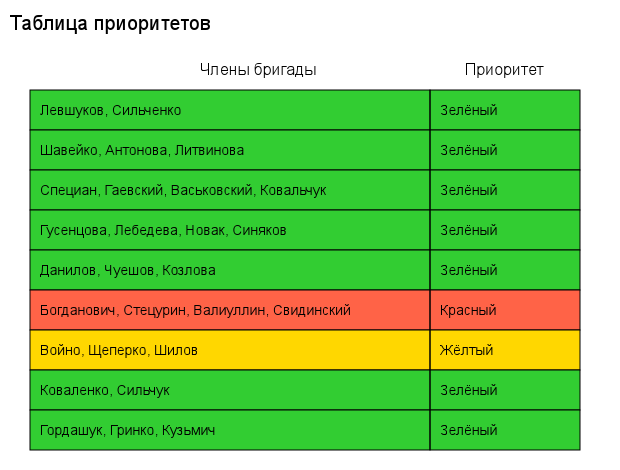 Таблица приоритетов
Члены бригады Приоритет
Левшуков, Сильченко Зелёный
Шавейко, Антонова, Литвинова Зелёный
Специан, Гаевский, Васьковский, Ковальчук Зелёный
Гусенцова, Лебедева, Новак, Синяков Зелёный
Данилов, Чуешов, Козлова Зелёный
Богданович, Стецурин, Валиуллин, Свидинский Красный
Войно, Щеперко, Шилов Жёлтый
Коваленко, Сильчук Зелёный
Гордашук, Гринко, Кузьмич Зелёный